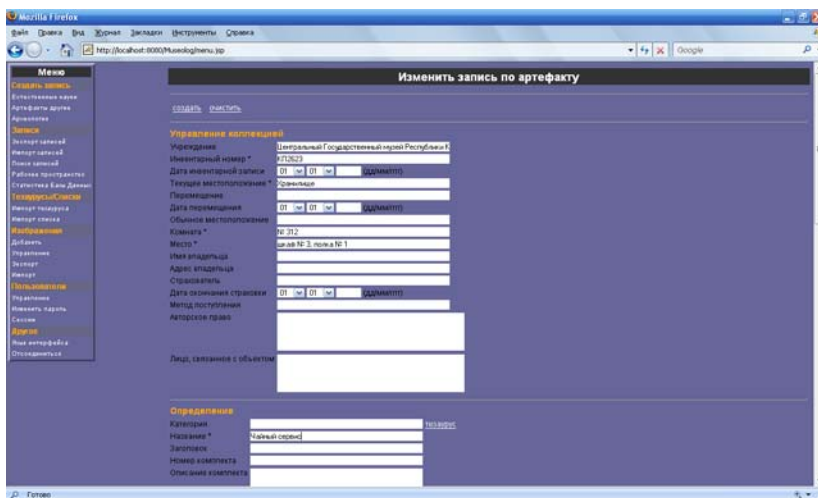 Mozilla Firefox
Файл Правка Вид Журнал Закладки Инструменты Справка
http://localhost:8080/Museolog/menu.jsp
Google
Меню
Создать запись
Естественные науки
Артефакты другие
Археология
Записи
Экспорт записей
Импорт записей
Поиск записей
Рабочее пространство
Статистика Базы Данных
Тезаурусы/Списки
Импорт тезауруса
Импорт списка
Изображения
Добавить
Управление
Экспорт
Импорт
Пользователи
Управление
Изменить пароль
Сессии
Другое
Язык интерфейса
Отсоединиться
Изменить запись по артефакту
создать очистить
Управление коллекцией
Учреждение Центральный Государственный музей Республики К
Инвентарный номер * КП2623
Дата инвентарной записи 01 01 (дд/мм/гггг)
Текущее местоположение * Хранилище
Перемещение
Дата перемещения 01 01 (дд/мм/гггг)
Обычное местоположение
Комната * № 312
Место * шкаф № 3, полка № 1
Имя владельца
Адрес владельца
Страхователь
Дата окончания страховки 01 01 (дд/мм/гггг)
Метод поступления
Авторское право
Лицо, связанное с объектом
Определение
Категория тезаурус
Название * Чайный сервис
Заголовок
Номер комплекта
Описание комплекта
Готово